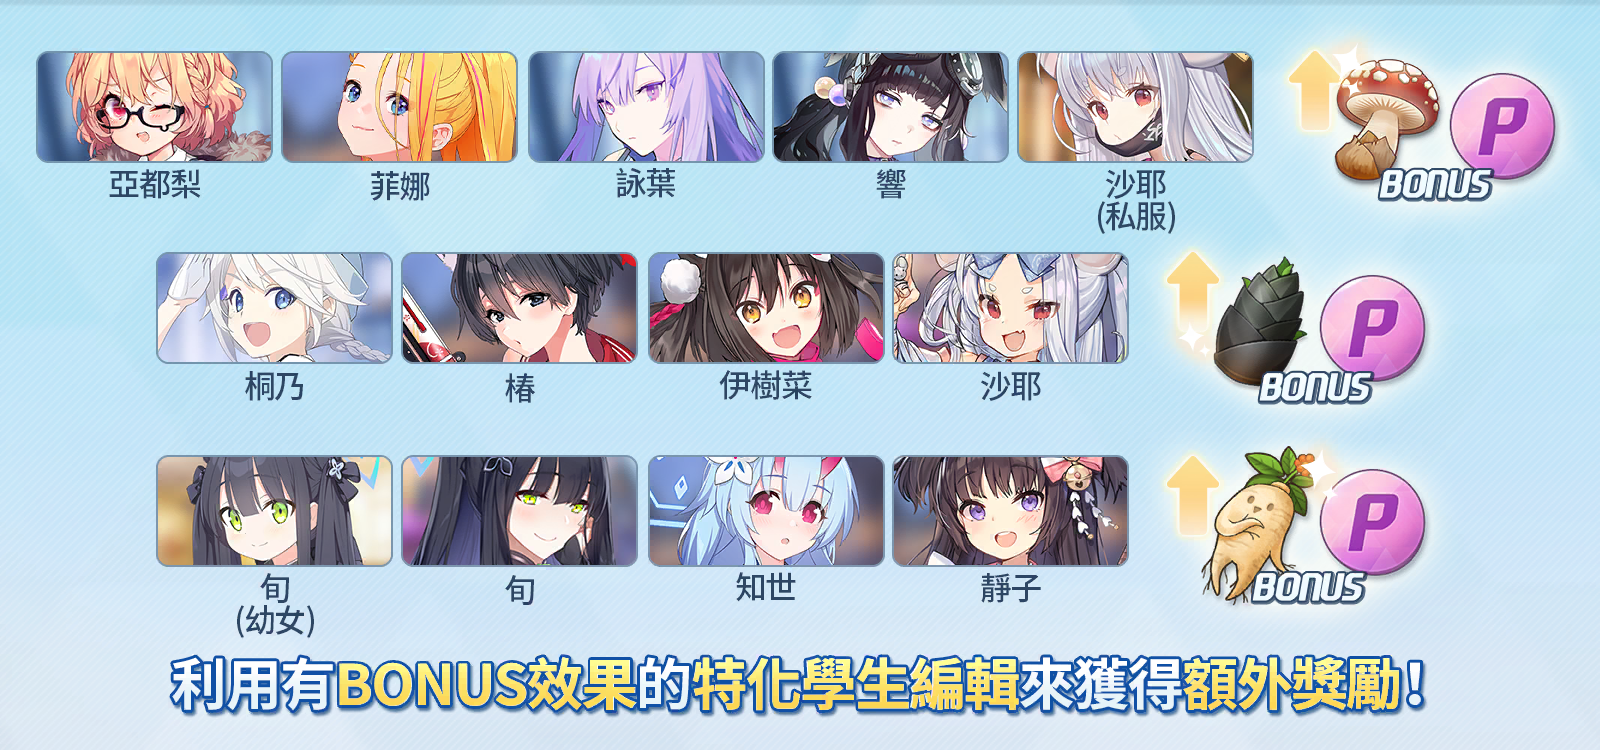 亞都梨
菲娜
詠葉
響
沙耶
(私服)
P
BONUS
桐乃
椿
伊樹菜
沙耶
P
BONUS
旬
(幼女)
旬
知世
靜子
P
BONUS
利用有BONUS效果的特化學生編輯來獲得額外獎勵!